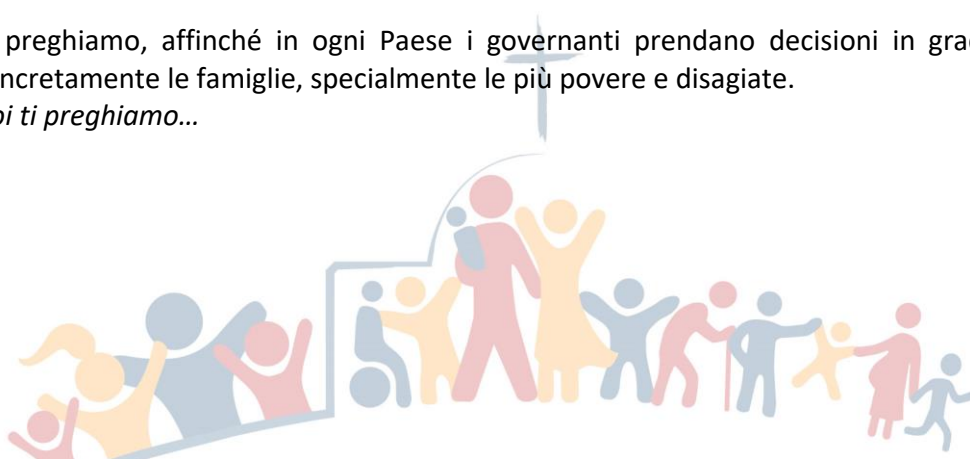 preghiamo, affinché in ogni Paese i governanti prendano decisioni in
ncretamente le famiglie, specialmente le più povere e disagiate.
oi ti preghiamo…